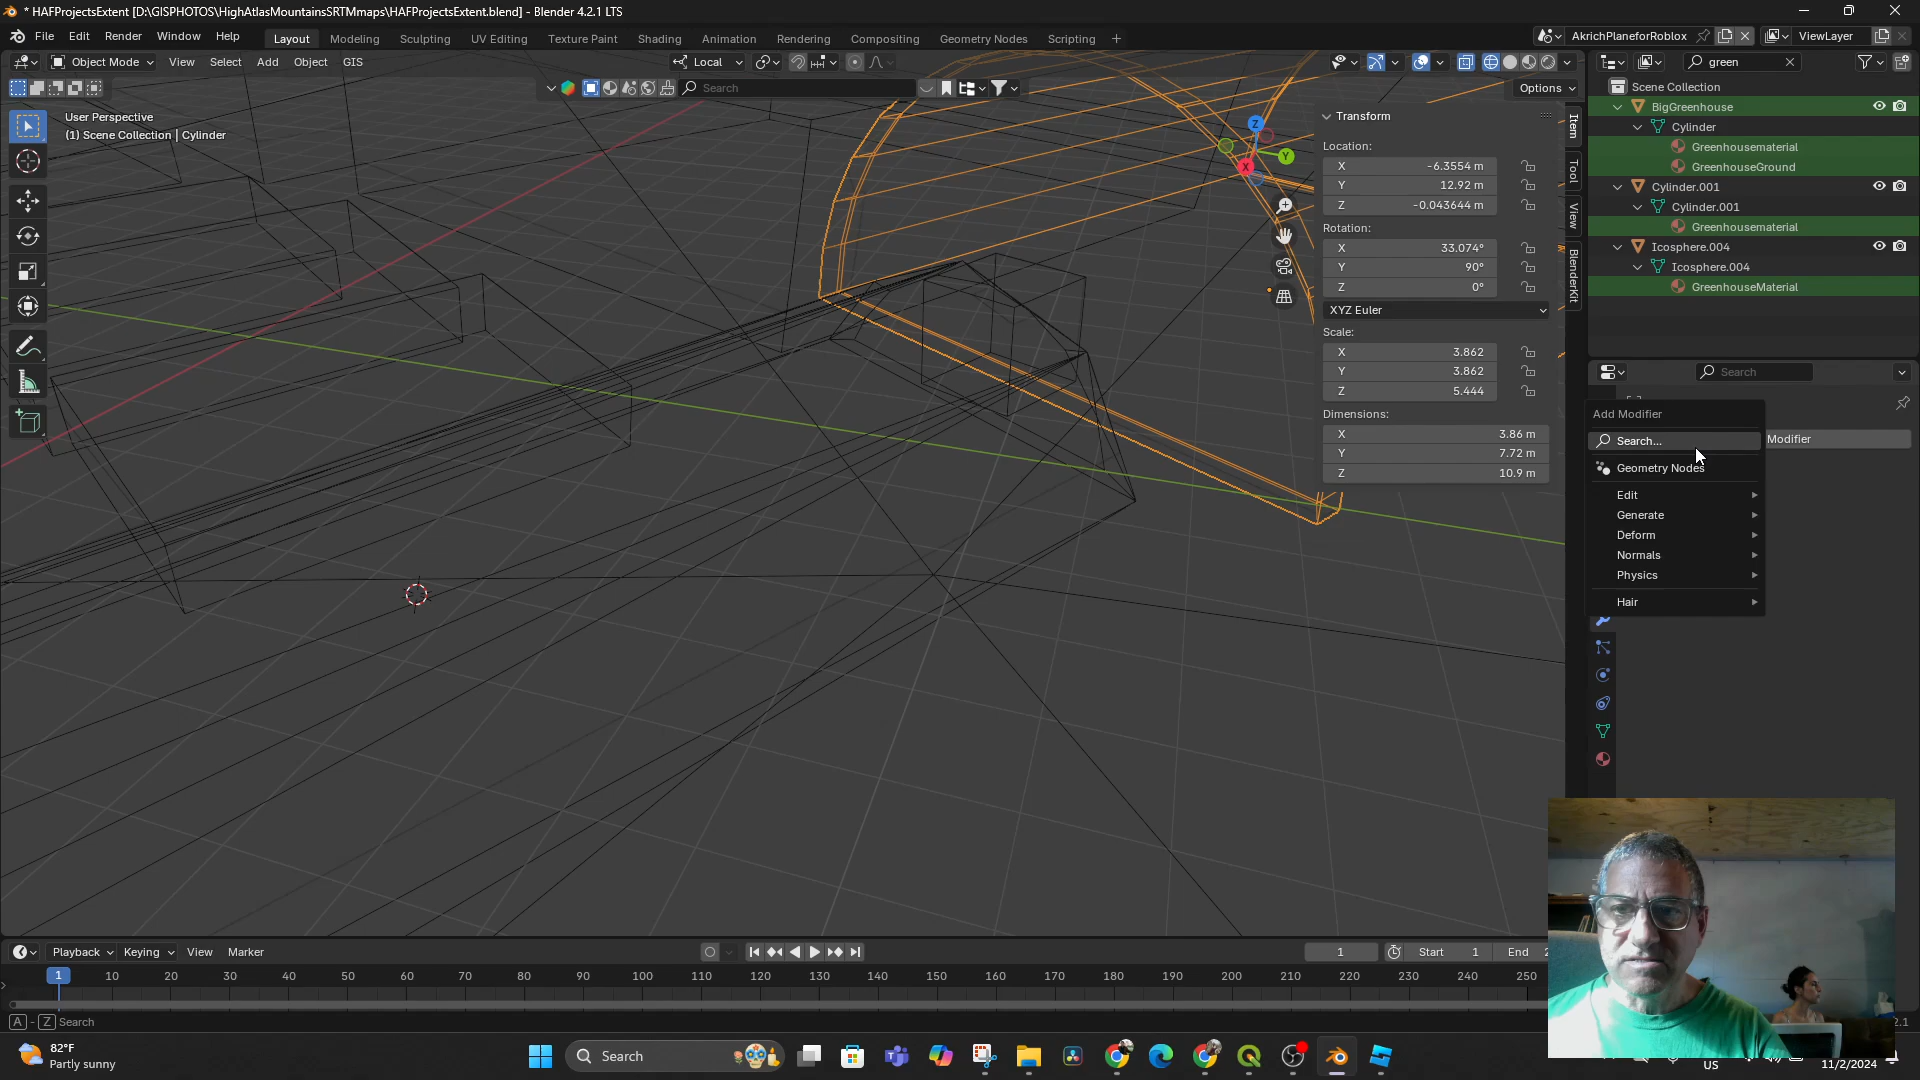 * HAFProjectsExtent [D:\GISPHOTOS\HighAtlasMountainsSRTMmaps\HAFProjectsExtent.blend] - Blender 4.2.1 LTS
File Edit Render Window Help Layout Modeling Sculpting UV Editing Texture Paint Shading Animation Rendering Compositing Geometry Nodes Scripting + AkrichPlaneforRoblox ViewLayer
Object Mode View Select Add Object GIS Local green
Search Options
Scene Collection
User Perspective
(1) Scene Collection | Cylinder
Transform
Location:
X -6.3554 m
Y 12.92 m
Z -0.043644 m
Rotation:
X 33.074°
Y 90°
Z 0°
XYZ Euler
Scale:
X 3.862
Y 3.862
Z 5.444
Dimensions:
X 3.86 m
Y 7.72 m
Z 10.9 m
Z
Y
X
Item
Tool
View
BlenderKit
BigGreenhouse
Cylinder
Greenhousematerial
GreenhouseGround
Cylinder.001
Cylinder.001
Greenhousematerial
Icosphere.004
Icosphere.004
GreenhouseMaterial
Search
Add Modifier
Search...
Modifier
Geometry Nodes
Edit
Generate
Deform
Normals
Physics
Hair
Playback Keying View Marker 1 Start 1 End 2
1 10 20 30 40 50 60 70 80 90 100 110 120 130 140 150 160 170 180 190 200 210 220 230 240 250
A - Z Search
2.1
82°F
Partly sunny
Search
US
11/2/2024